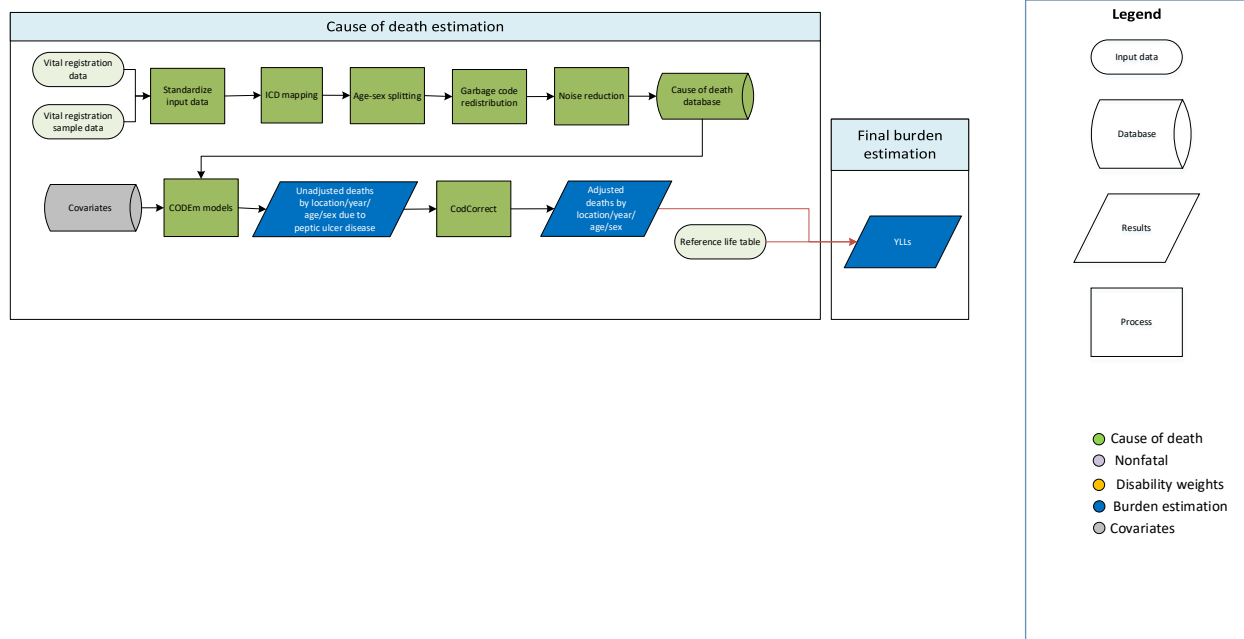 Cause of death estimation
Vital registration
data
Vital registration
sample data
Standardize
input data
ICD mapping
Age-sex splitting
Garbage code
redistribution
Noise reduction
Cause of death
database
Covariates
CODEm models
Unadjusted deaths
by location/year/
age/sex due to
peptic ulcer disease
CodCorrect
Adjusted
deaths by
location/year/
age/sex
Reference life table
Final burden
estimation
YLLs
Legend
Input data
Database
Results
Process
Cause of death
Nonfatal
Disability weights
Burden estimation
Covariates